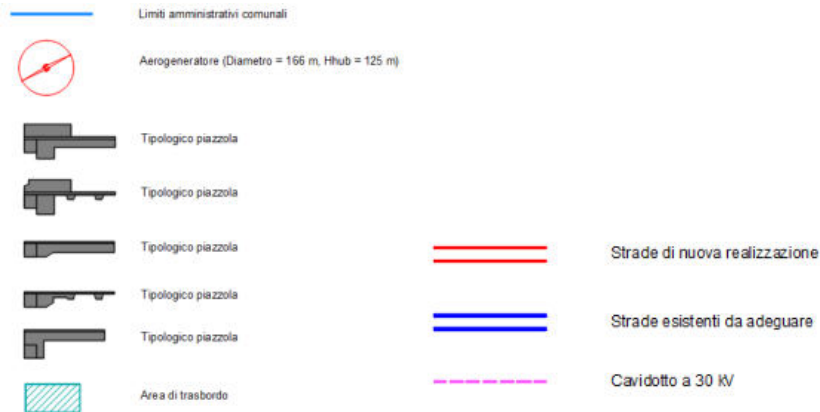 Limiti amministrativi comunali
Aerogeneratore (Diametro = 166 m, Hhub = 125 m)
Tipologico piazzola
Tipologico piazzola
Tipologico piazzola
Tipologico piazzola
Tipologico piazzola
Area di trasbordo
Strade di nuova realizzazione
Strade esistenti da adeguare
Cavidotto a 30 kV